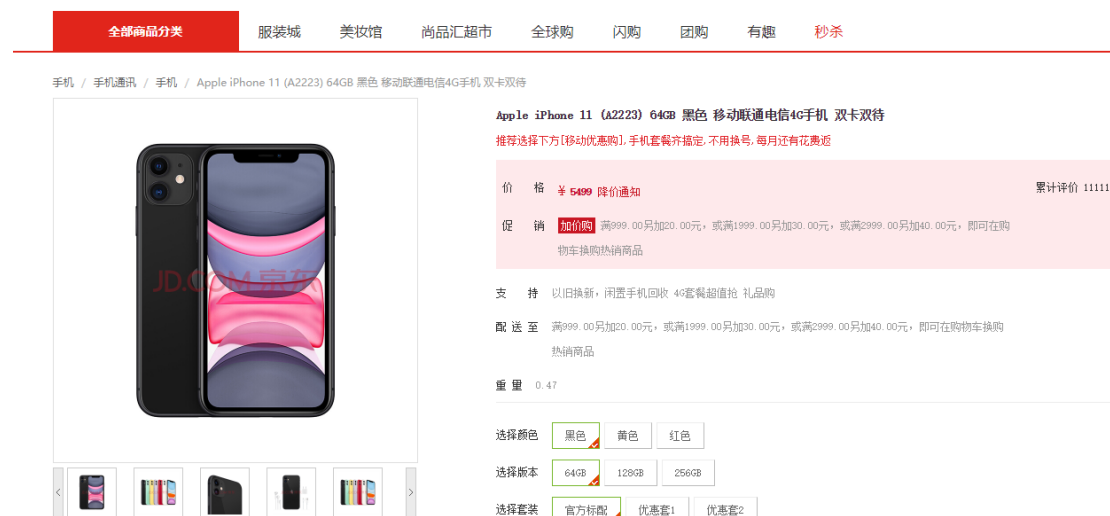 全部商品分类 服装城 美妆馆 尚品汇超市 全球购 闪购 团购 有趣 秒杀
手机 / 手机通讯 / 手机 / Apple iPhone 11 (A2223) 64GB 黑色 移动联通电信4G手机 双卡双待
Apple iPhone 11 (A2223) 64GB 黑色 移动联通电信4G手机 双卡双待
推荐选择下方[移动优惠购],手机套餐齐搞定,不用换号,每月还有花费返
价 格 ¥ 5499 降价通知 累计评价 11111
促 销 加价购 满999.00另加20.00元，或满1999.00另加30.00元，或满2999.00另加40.00元，即可在购
物车换购热销商品
JD.COM 京东
支 持 以旧换新，闲置手机回收 4G套餐超值抢 礼品购
配 送 至 满999.00另加20.00元，或满1999.00另加30.00元，或满2999.00另加40.00元，即可在购物车换购
热销商品
重 量 0.47
选择颜色 黑色 黄色 红色
选择版本 64GB 128GB 256GB
选择套装 官方标配 优惠套1 优惠套2